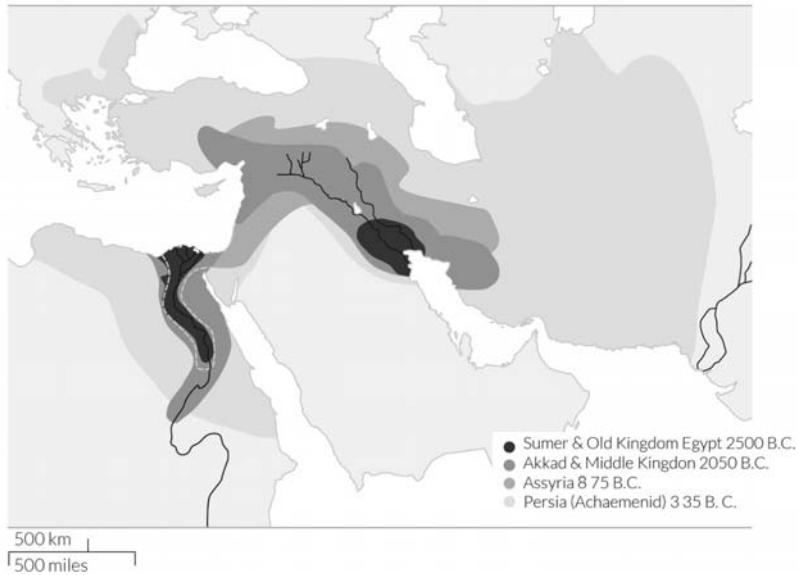 Sumer & Old Kingdom Egypt 2500 B.C.
Akkad & Middle Kingdon 2050 B.C.
Assyria 8 75 B.C.
Persia (Achaemenid) 3 35 B. C.
500 km
500 miles